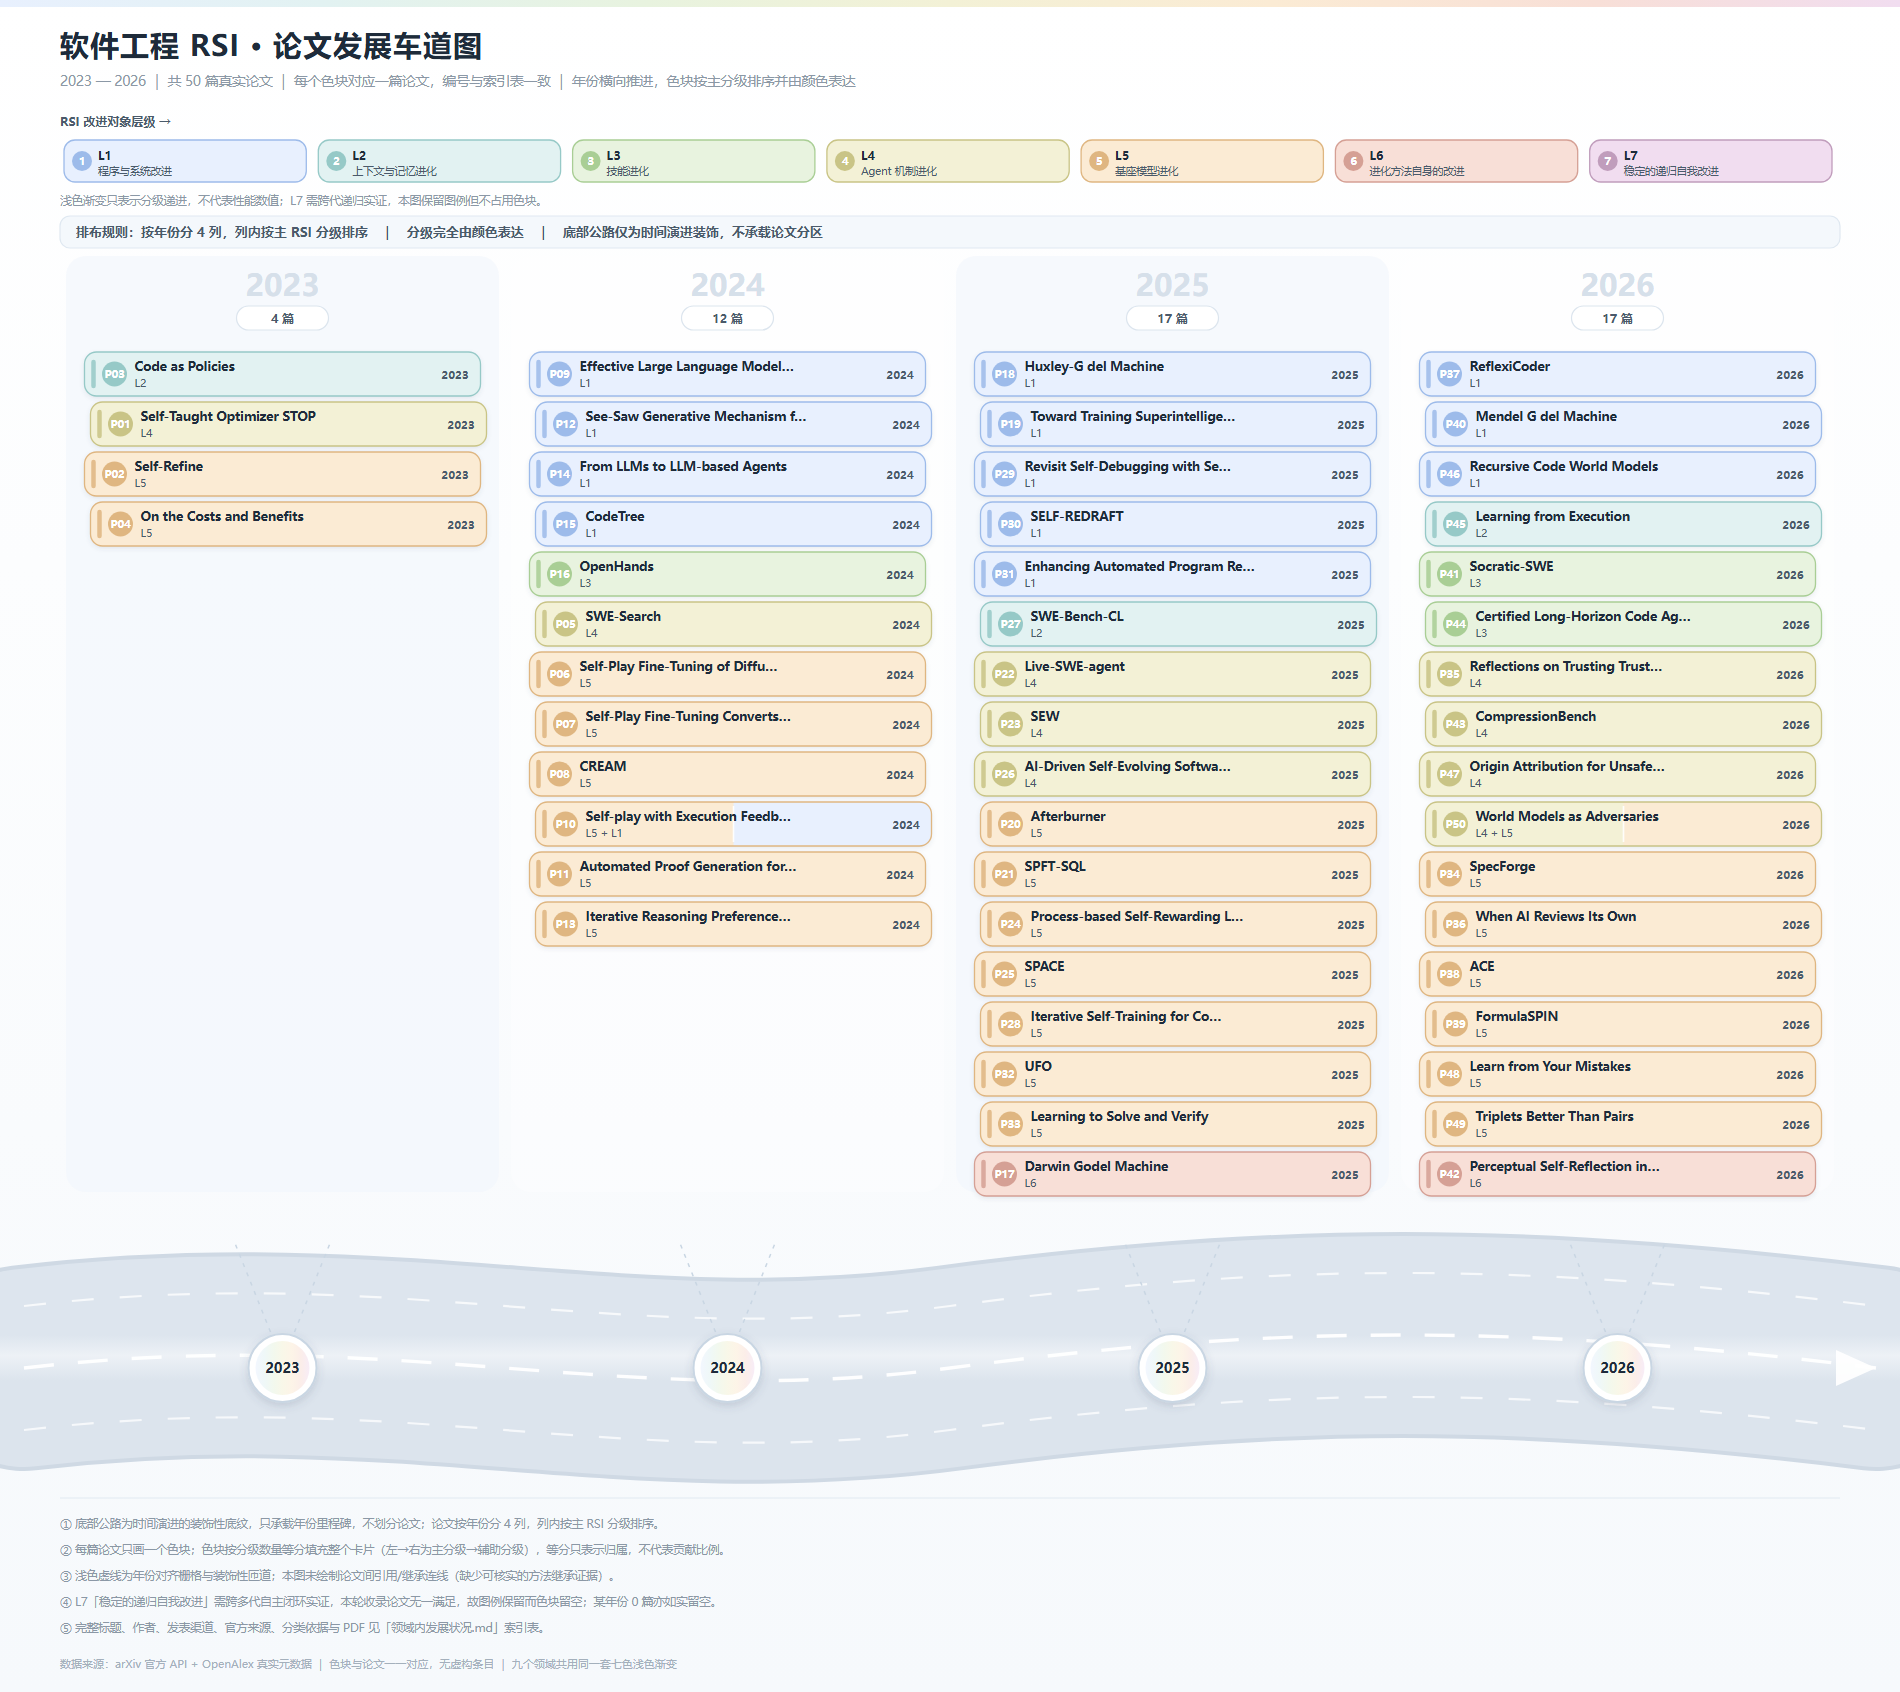 软件工程 RSI · 论文发展车道图
2023 — 2026 | 共 50 篇真实论文 | 每个色块对应一篇论文，编号与索引表一致 | 年份横向推进，色块按主分级排序并由颜色表达
RSI 改进对象层级 →
1 L1 程序与系统改进
2 L2 上下文与记忆进化
3 L3 技能进化
4 L4 Agent 机制进化
5 L5 基座模型进化
6 L6 进化方法自身的改进
7 L7 稳定的递归自我改进
浅色渐变只表示分级递进，不代表性能数值；L7 需跨代递归实证，本图保留图例但不占用色块。
排布规则：按年份分 4 列，列内按主 RSI 分级排序 | 分级完全由颜色表达 | 底部公路仅为时间演进装饰，不承载论文分区
2023
4 篇
P03 Code as Policies 2023
L2
P01 Self-Taught Optimizer STOP 2023
L4
P02 Self-Refine 2023
L5
P04 On the Costs and Benefits 2023
L5
2024
12 篇
P09 Effective Large Language Model... 2024
L1
P12 See-Saw Generative Mechanism f... 2024
L1
P14 From LLMs to LLM-based Agents 2024
L1
P15 CodeTree 2024
L1
P16 OpenHands 2024
L3
P05 SWE-Search 2024
L4
P06 Self-Play Fine-Tuning of Diffu... 2024
L5
P07 Self-Play Fine-Tuning Converts... 2024
L5
P08 CREAM 2024
L5
P10 Self-play with Execution Feedb... 2024
L5 + L1
P11 Automated Proof Generation for... 2024
L5
P13 Iterative Reasoning Preference... 2024
L5
2025
17 篇
P18 Huxley-G del Machine 2025
L1
P19 Toward Training Superintellige... 2025
L1
P29 Revisit Self-Debugging with Se... 2025
L1
P30 SELF-REDRAFT 2025
L1
P31 Enhancing Automated Program Re... 2025
L1
P27 SWE-Bench-CL 2025
L2
P22 Live-SWE-agent 2025
L4
P23 SEW 2025
L4
P26 AI-Driven Self-Evolving Softwa... 2025
L4
P20 Afterburner 2025
L5
P21 SPFT-SQL 2025
L5
P24 Process-based Self-Rewarding L... 2025
L5
P25 SPACE 2025
L5
P28 Iterative Self-Training for Co... 2025
L5
P32 UFO 2025
L5
P33 Learning to Solve and Verify 2025
L5
P17 Darwin Godel Machine 2025
L6
2026
17 篇
P37 ReflexiCoder 2026
L1
P40 Mendel G del Machine 2026
L1
P46 Recursive Code World Models 2026
L1
P45 Learning from Execution 2026
L2
P41 Socratic-SWE 2026
L3
P44 Certified Long-Horizon Code Ag... 2026
L3
P35 Reflections on Trusting Trust... 2026
L4
P43 CompressionBench 2026
L4
P47 Origin Attribution for Unsafe... 2026
L4
P50 World Models as Adversaries 2026
L4 + L5
P34 SpecForge 2026
L5
P36 When AI Reviews Its Own 2026
L5
P38 ACE 2026
L5
P39 FormulaSPIN 2026
L5
P48 Learn from Your Mistakes 2026
L5
P49 Triplets Better Than Pairs 2026
L5
P42 Perceptual Self-Reflection in... 2026
L6
2023
2024
2025
2026
① 底部公路为时间演进的装饰性底纹，只承载年份里程碑，不划分论文；论文按年份分 4 列，列内按主 RSI 分级排序。
② 每篇论文只画一个色块；色块按分级数量等分填充整个卡片（左→右为主分级→辅助分级），等分只表示归属，不代表贡献比例。
③ 浅色虚线为年份对齐栅格与装饰性匝道；本图未绘制论文间引用/继承连线（缺少可核实的方法继承证据）。
④ L7「稳定的递归自我改进」需跨多代自主闭环实证，本轮收录论文无一满足，故图例保留而色块留空；某年份 0 篇亦如实留空。
⑤ 完整标题、作者、发表渠道、官方来源、分类依据与 PDF 见「领域内发展状况.md」索引表。
数据来源：arXiv 官方 API + OpenAlex 真实元数据 | 色块与论文一一对应，无虚构条目 | 九个领域共用同一套七色浅色渐变